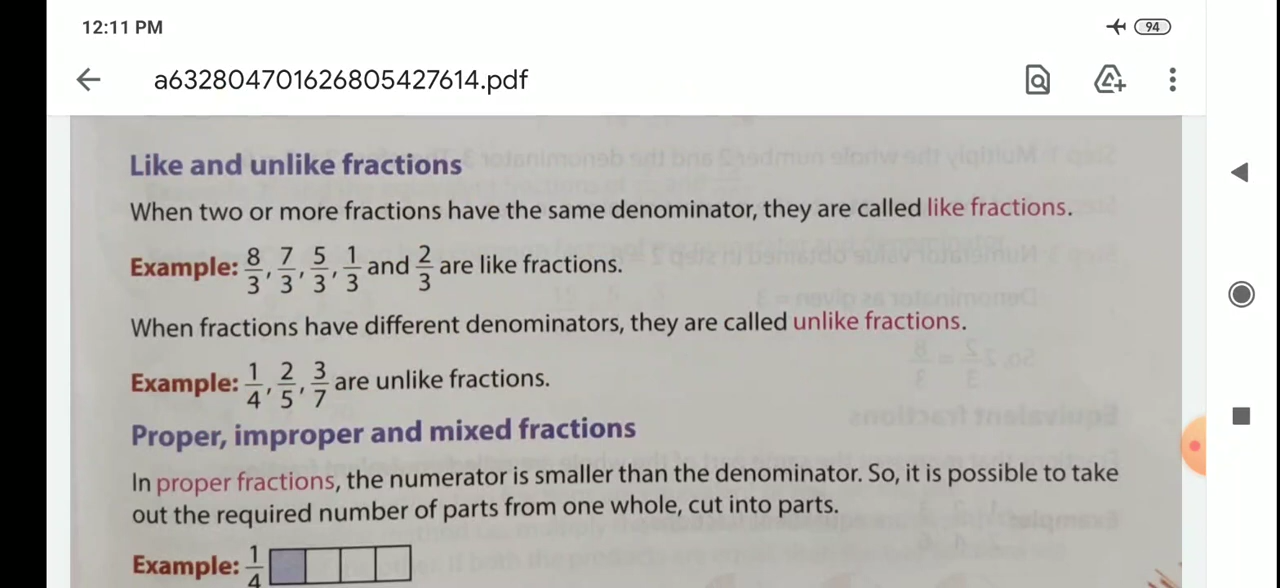 12:11 PM
94
a632804701626805427614.pdf
Like and unlike fractions
When two or more fractions have the same denominator, they are called like fractions.
Example: 8/3, 7/3, 5/3, 1/3 and 2/3 are like fractions.
When fractions have different denominators, they are called unlike fractions.
Example: 1/4, 2/5, 3/7 are unlike fractions.
Proper, improper and mixed fractions
In proper fractions, the numerator is smaller than the denominator. So, it is possible to take
out the required number of parts from one whole, cut into parts.
Example: 1/4